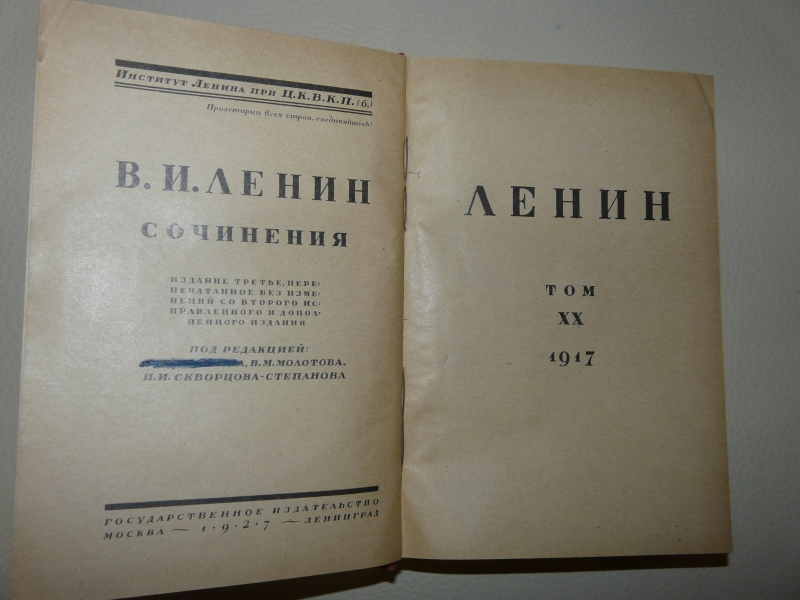 Институт Ленина при Ц.К.В.К.П.(б.)
Пролетарии всех стран, соединяйтесь!
В.И.ЛЕНИН
СОЧИНЕНИЯ
ИЗДАНИЕ ТРЕТЬЕ, ПЕРЕ-
ПЕЧАТАННОЕ БЕЗ ИЗМЕ-
НЕНИЙ СО ВТОРОГО ИС-
ПРАВЛЕННОГО И ДОПОЛ-
НЕННОГО ИЗДАНИЯ
ПОД РЕДАКЦИЕЙ:
В.М.МОЛОТОВА,
И.И. СКВОРЦОВА-СТЕПАНОВА
ГОСУДАРСТВЕННОЕ ИЗДАТЕЛЬСТВО
МОСКВА — 1·9·2·7 — ЛЕНИНГРАД
ЛЕНИН
ТОМ
XX
1917